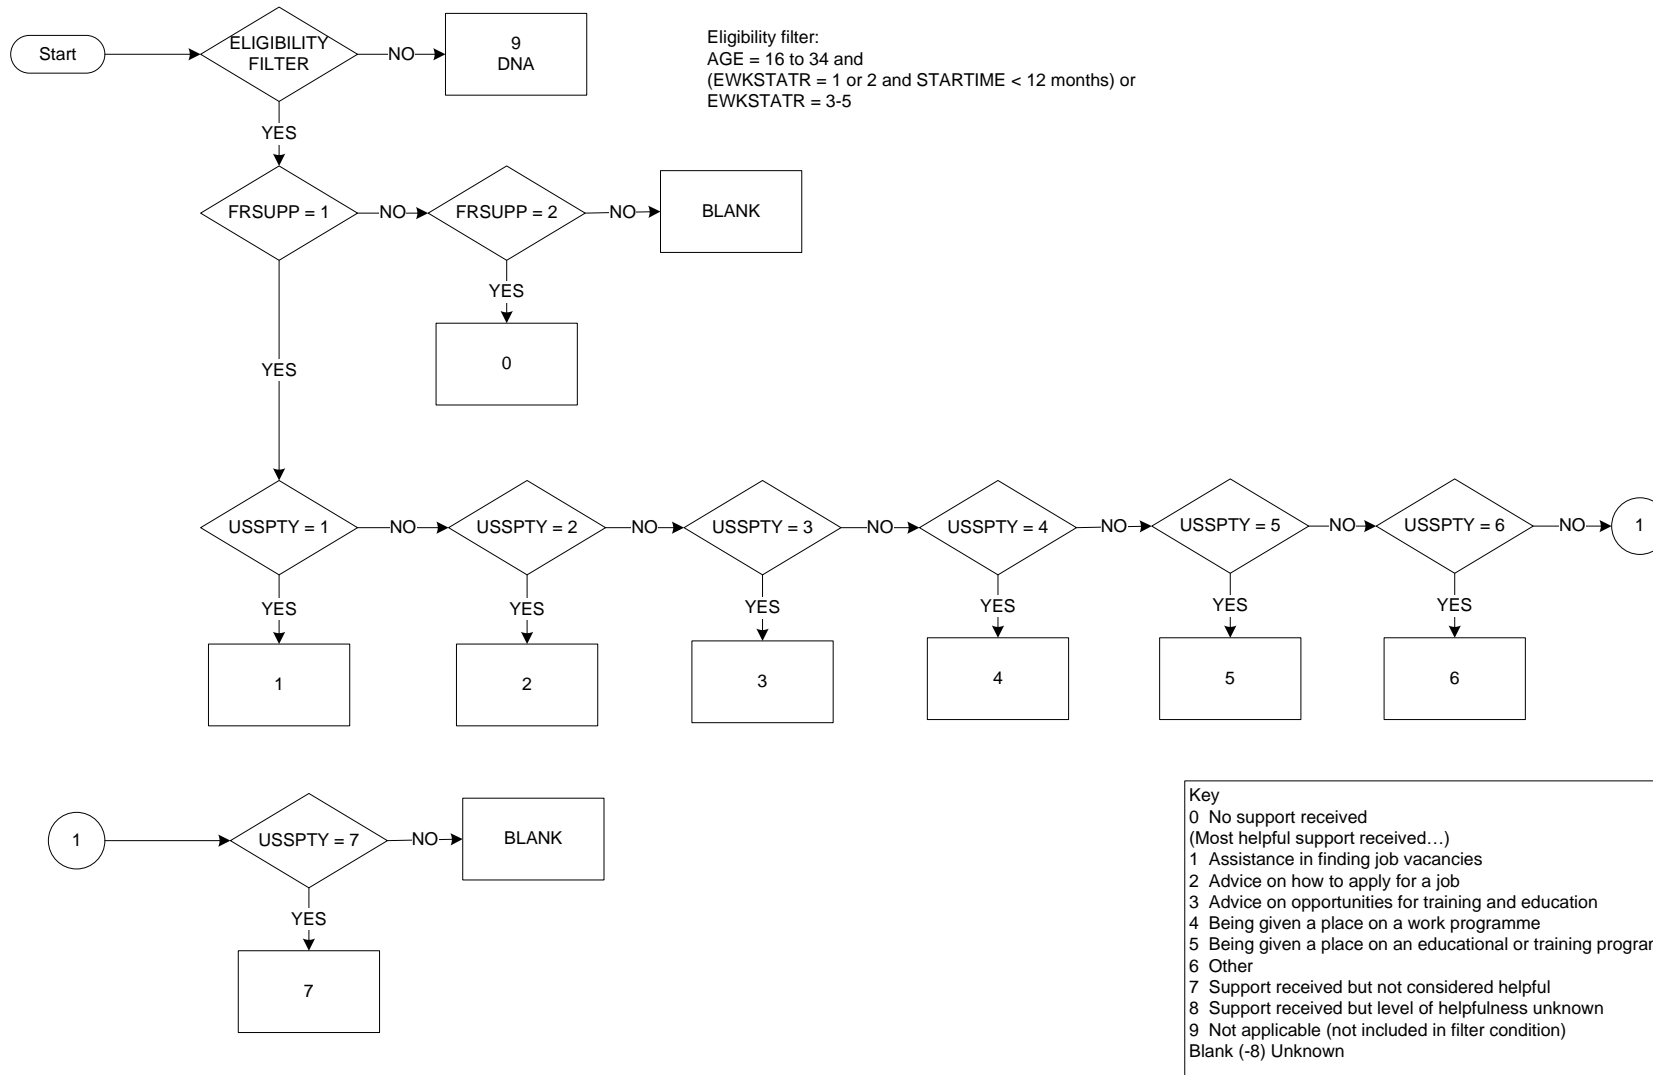 Start
ELIGIBILITY
FILTER
NO
9
DNA
Eligibility filter:
AGE = 16 to 34 and
(EWKSTATR = 1 or 2 and STARTIME < 12 months) or
EWKSTATR = 3-5
YES
FRSUPP = 1
NO
FRSUPP = 2
NO
BLANK
YES
0
YES
USSPTY = 1
NO
USSPTY = 2
NO
USSPTY = 3
NO
USSPTY = 4
NO
USSPTY = 5
NO
USSPTY = 6
NO
1
YES
YES
YES
YES
YES
YES
1
2
3
4
5
6
1
USSPTY = 7
NO
BLANK
YES
7
Key
0 No support received
(Most helpful support received…)
1 Assistance in finding job vacancies
2 Advice on how to apply for a job
3 Advice on opportunities for training and education
4 Being given a place on a work programme
5 Being given a place on an educational or training
6 Other
7 Support received but not considered helpful
8 Support received but level of helpfulness unknown
9 Not applicable (not included in filter condition)
Blank (-8) Unknown